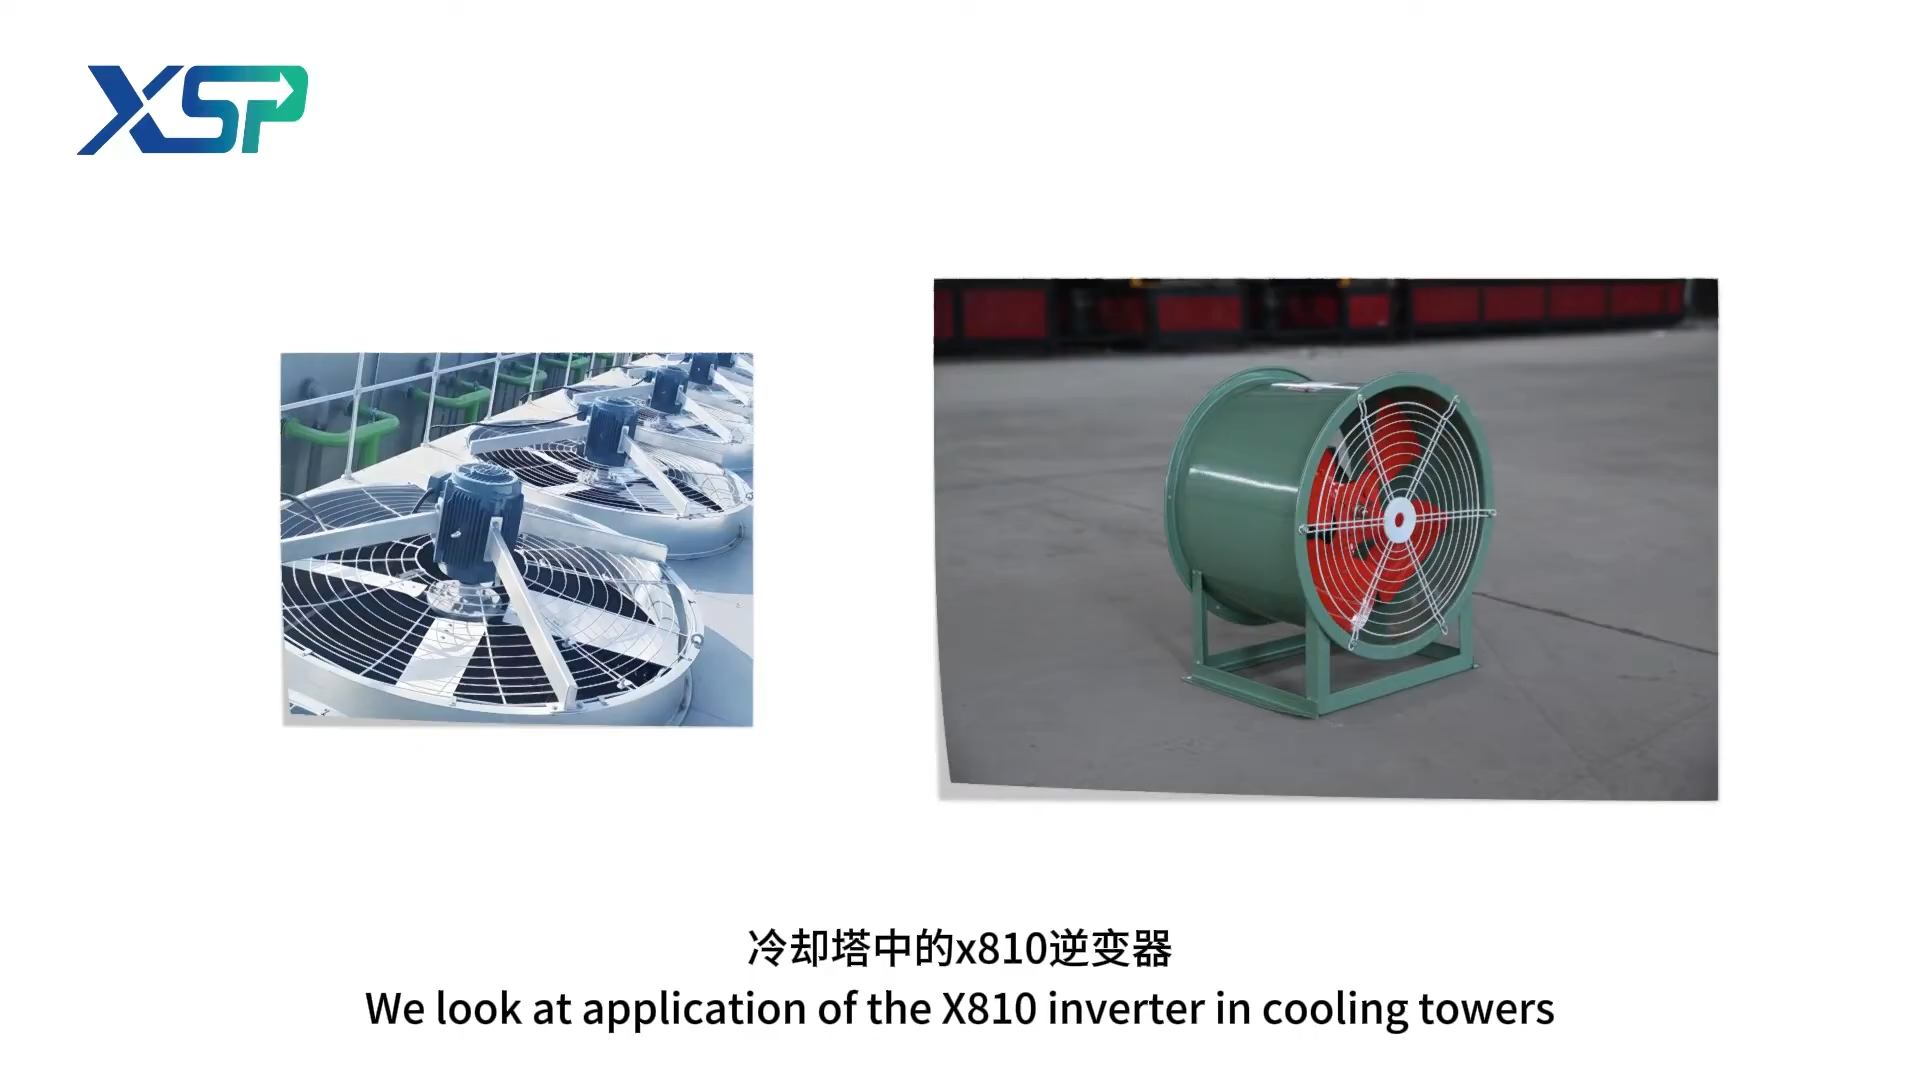 XSP
冷却塔中的x810逆变器
We look at application of the X810 inverter in cooling towers